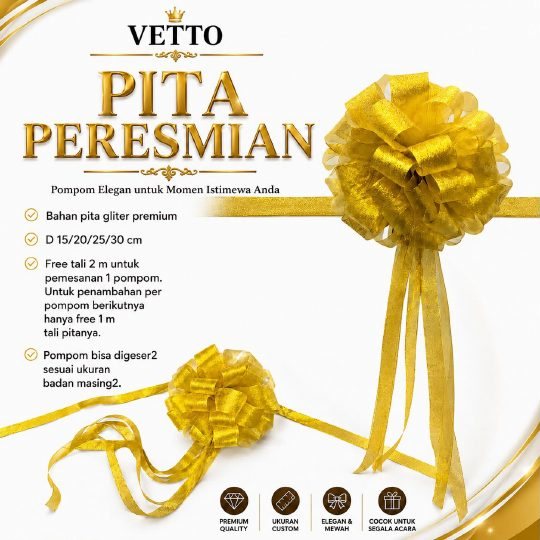 VETTO
PITA
PERESMIAN
Pompom Elegan untuk Momen Istimewa Anda
Bahan pita gliter premium
D 15/20/25/30 cm
Free tali 2 m untuk
pemesanan 1 pompom.
Untuk penambahan per
pompom berikutnya
hanya free 1 m
tali pitanya.
Pompom bisa digeser2
sesuai ukuran
badan masing2.
PREMIUM
QUALITY
UKURAN
CUSTOM
ELEGAN &
MEWAH
COCOK UNTUK
SEGALA ACARA